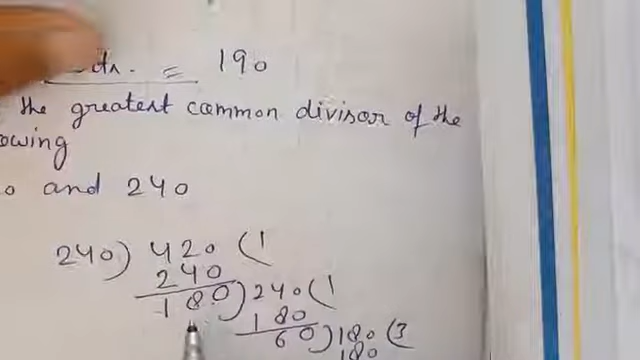 = 190
the greatest common divisor of the
owing
o and 240
240) 420 (1
240
180) 240 (1
180
60) 180 (3
180